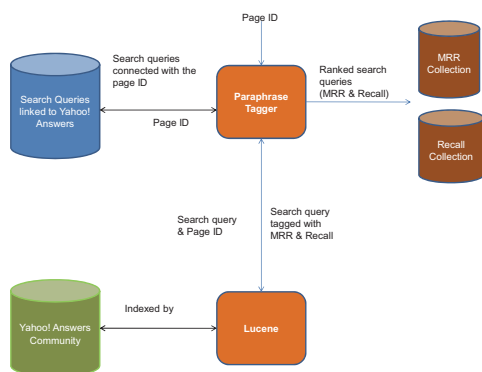 Page ID
Search queries
connected with the
page ID
Search Queries
linked to Yahoo!
Answers
Page ID
Paraphrase
Tagger
Ranked search
queries
(MRR & Recall)
MRR
Collection
Recall
Collection
Search query
& Page ID
Search query
tagged with
MRR & Recall
Yahoo! Answers
Community
Indexed by
Lucene